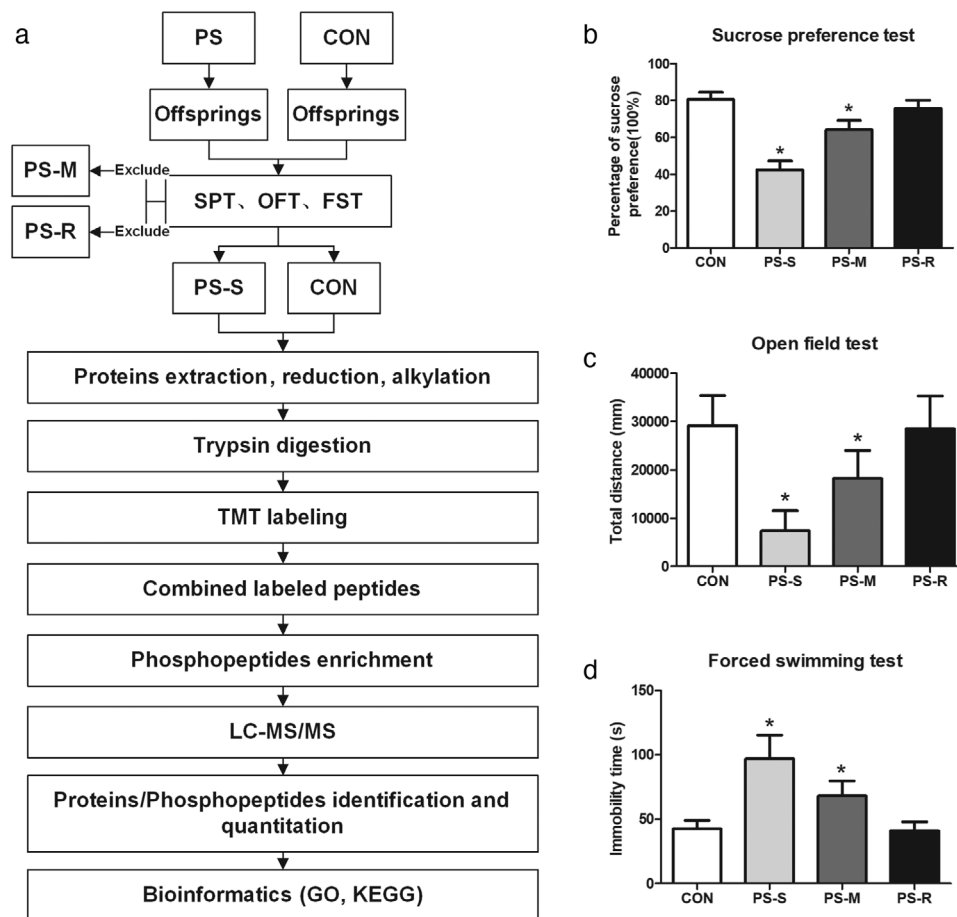 a
PS
CON
Offsprings
Offsprings
PS-M
Exclude
PS-R
Exclude
SPT、OFT、FST
PS-S
CON
Proteins extraction, reduction, alkylation
Trypsin digestion
TMT labeling
Combined labeled peptides
Phosphopeptides enrichment
LC-MS/MS
Proteins/Phosphopeptides identification and
quantitation
Bioinformatics (GO, KEGG)
b
Sucrose preference test
Percentage of sucrose
preference(100%)
100
80
60
40
20
0
*
*
CON
PS-S
PS-M
PS-R
c
Open field test
Total distance (mm)
40000
30000
20000
10000
0
*
*
CON
PS-S
PS-M
PS-R
d
Forced swimming test
Immobility time (s)
150
100
50
0
*
*
CON
PS-S
PS-M
PS-R